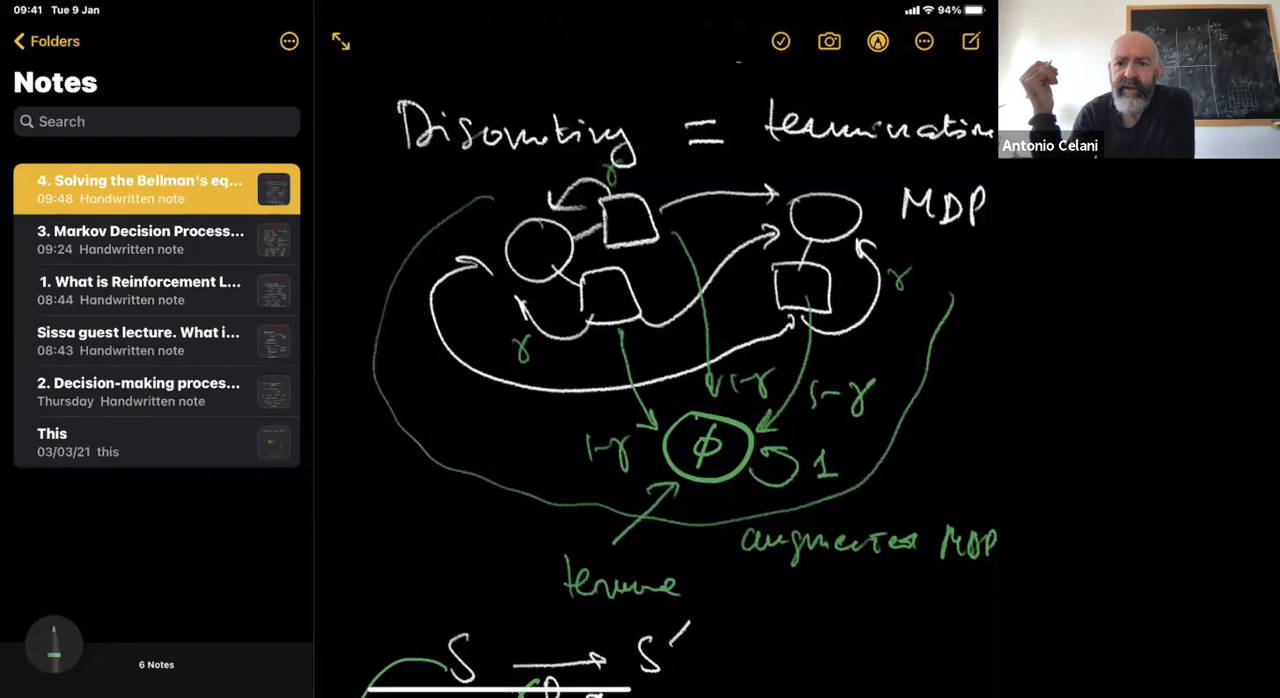 09:41 Tue 9 Jan
94%
Folders
Notes
Search
4. Solving the Bellman's eq...
09:48 Handwritten note
3. Markov Decision Process...
09:24 Handwritten note
1. What is Reinforcement L...
08:44 Handwritten note
Sissa guest lecture. What i...
08:43 Handwritten note
2. Decision-making proces...
Thursday Handwritten note
This
03/03/21 this
6 Notes
Antonio Celani
Discounting = termination
γ
MDP
γ
γ
1-γ
1-γ
1-γ
ϕ
1
augmented MDP
S → S'